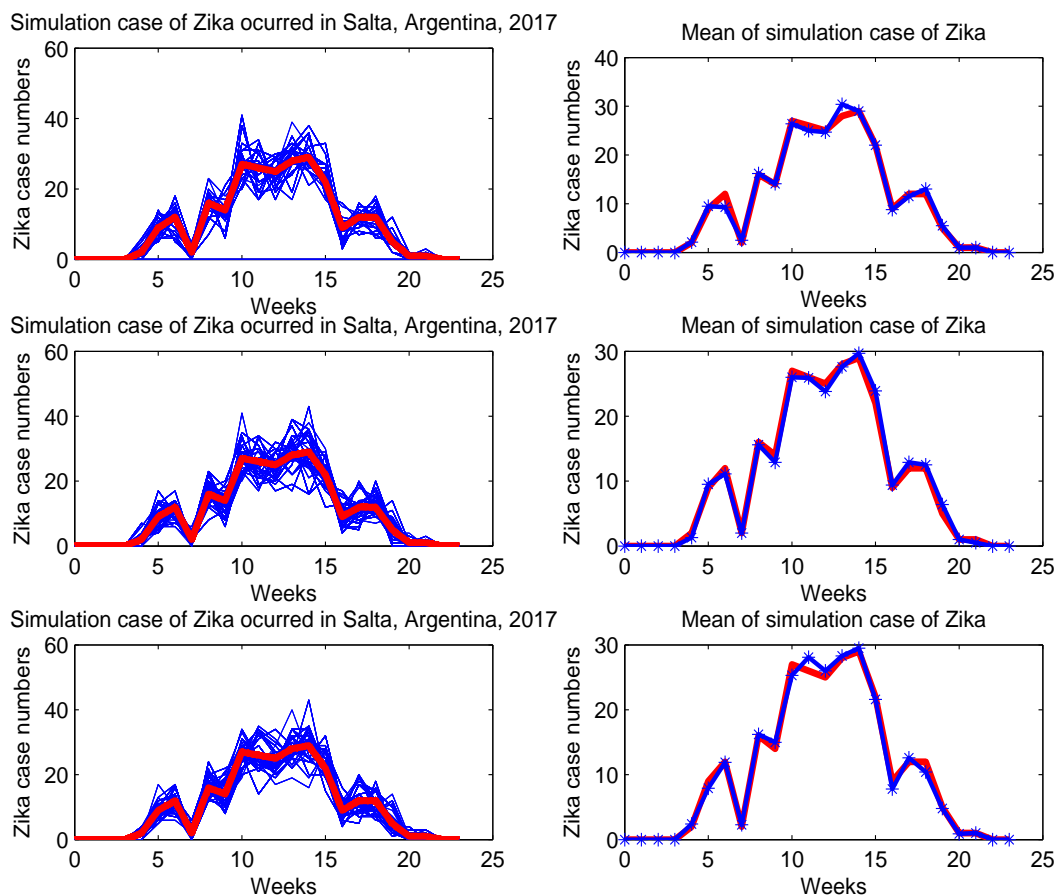 Simulation case of Zika ocurred in Salta, Argentina, 2017
Zika case numbers
60
40
20
0
0 5 10 15 20 25
Weeks
Mean of simulation case of Zika
Zika case numbers
40
30
20
10
0
0 5 10 15 20 25
Weeks
Simulation case of Zika ocurred in Salta, Argentina, 2017
Zika case numbers
60
40
20
0
0 5 10 15 20 25
Weeks
Mean of simulation case of Zika
Zika case numbers
30
20
10
0
0 5 10 15 20 25
Weeks
Simulation case of Zika ocurred in Salta, Argentina, 2017
Zika case numbers
60
40
20
0
0 5 10 15 20 25
Weeks
Mean of simulation case of Zika
Zika case numbers
30
20
10
0
0 5 10 15 20 25
Weeks